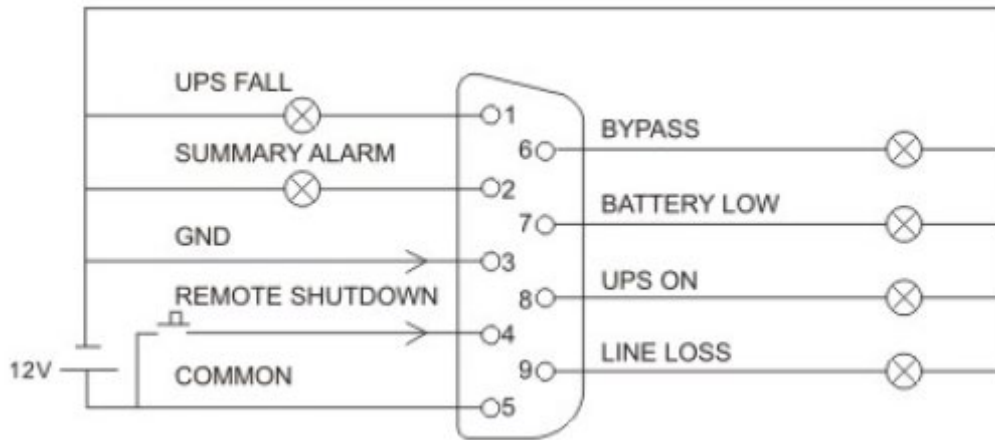 UPS FALL
1
BYPASS
6
SUMMARY ALARM
2
BATTERY LOW
7
GND
3
UPS ON
8
REMOTE SHUTDOWN
4
LINE LOSS
9
12V
COMMON
5